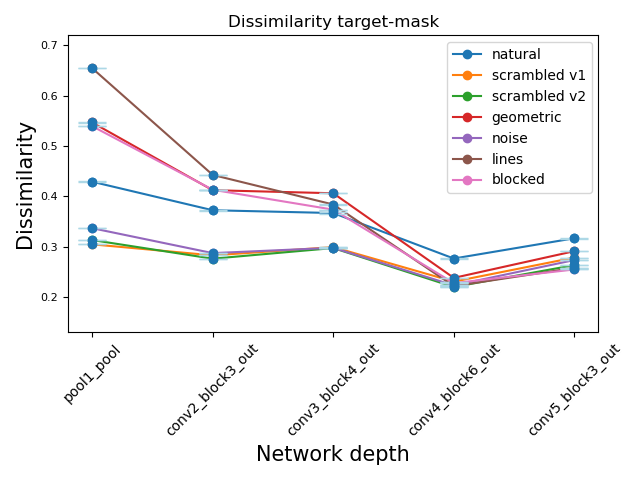 Dissimilarity target-mask
natural
scrambled v1
scrambled v2
geometric
noise
lines
blocked
0.7
0.6
0.5
0.4
0.3
0.2
Dissimilarity
pool1_pool
conv2_block3_out
conv3_block4_out
conv4_block6_out
conv5_block3_out
Network depth